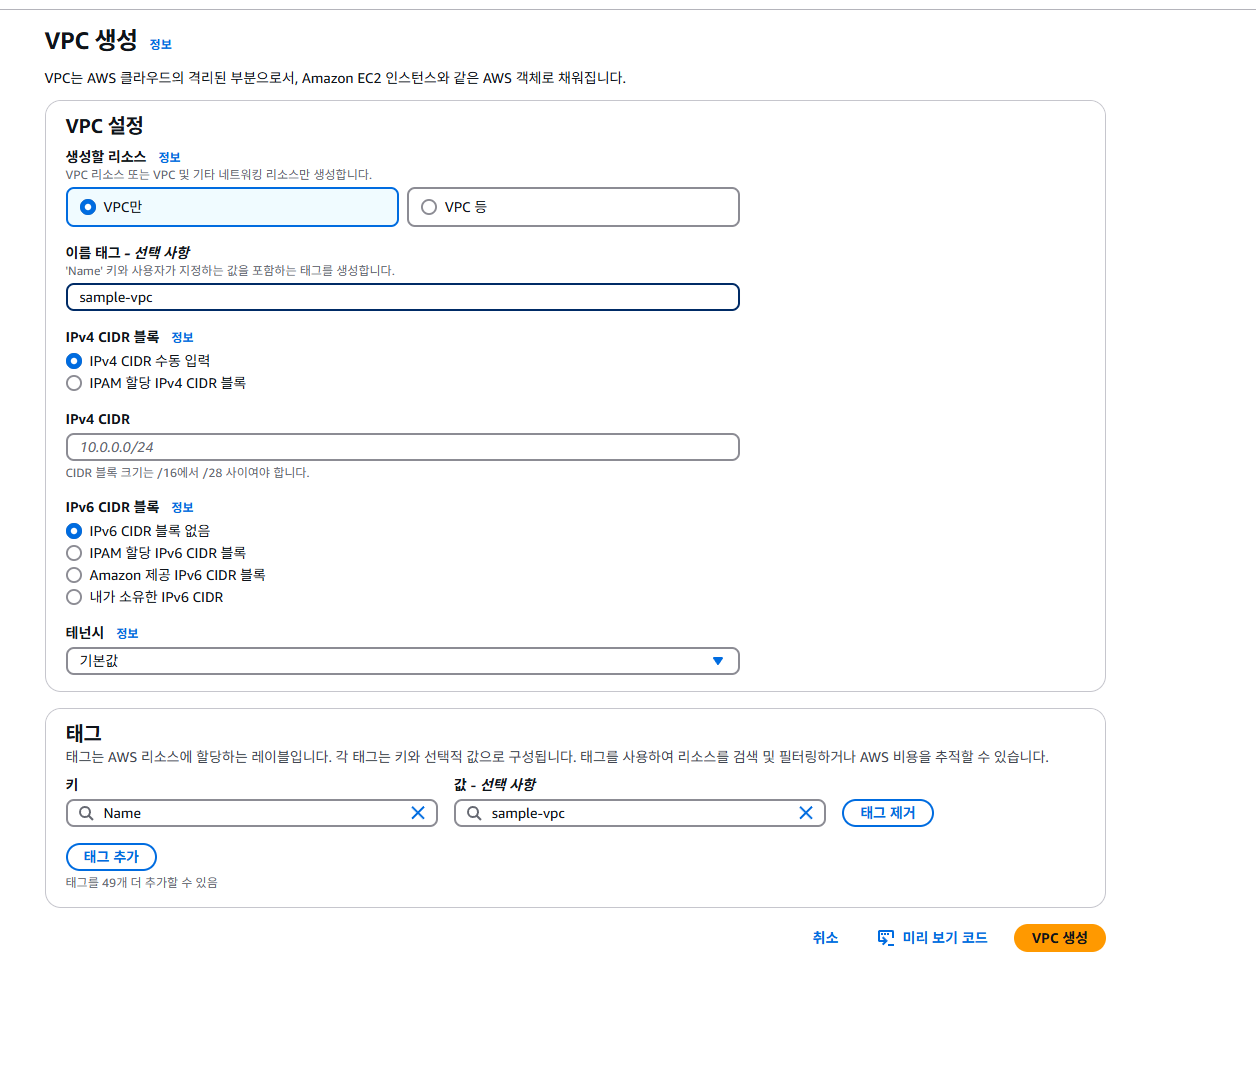 VPC 생성 정보
VPC는 AWS 클라우드의 격리된 부분으로서, Amazon EC2 인스턴스와 같은 AWS 객체로 채워집니다.
VPC 설정
생성할 리소스 정보
VPC 리소스 또는 VPC 및 기타 네트워킹 리소스만 생성합니다.
VPC만 VPC 등
이름 태그 - 선택 사항
'Name' 키와 사용자가 지정하는 값을 포함하는 태그를 생성합니다.
sample-vpc
IPv4 CIDR 블록 정보
IPv4 CIDR 수동 입력
IPAM 할당 IPv4 CIDR 블록
IPv4 CIDR
10.0.0.0/24
CIDR 블록 크기는 /16에서 /28 사이여야 합니다.
IPv6 CIDR 블록 정보
IPv6 CIDR 블록 없음
IPAM 할당 IPv6 CIDR 블록
Amazon 제공 IPv6 CIDR 블록
내가 소유한 IPv6 CIDR
테넌시 정보
기본값
태그
태그는 AWS 리소스에 할당하는 레이블입니다. 각 태그는 키와 선택적 값으로 구성됩니다. 태그를 사용하여 리소스를 검색 및 필터링하거나 AWS 비용을 추적할 수 있습니다.
키 값 - 선택 사항
Name sample-vpc 태그 제거
태그 추가
태그를 49개 더 추가할 수 있음
취소 미리 보기 코드 VPC 생성